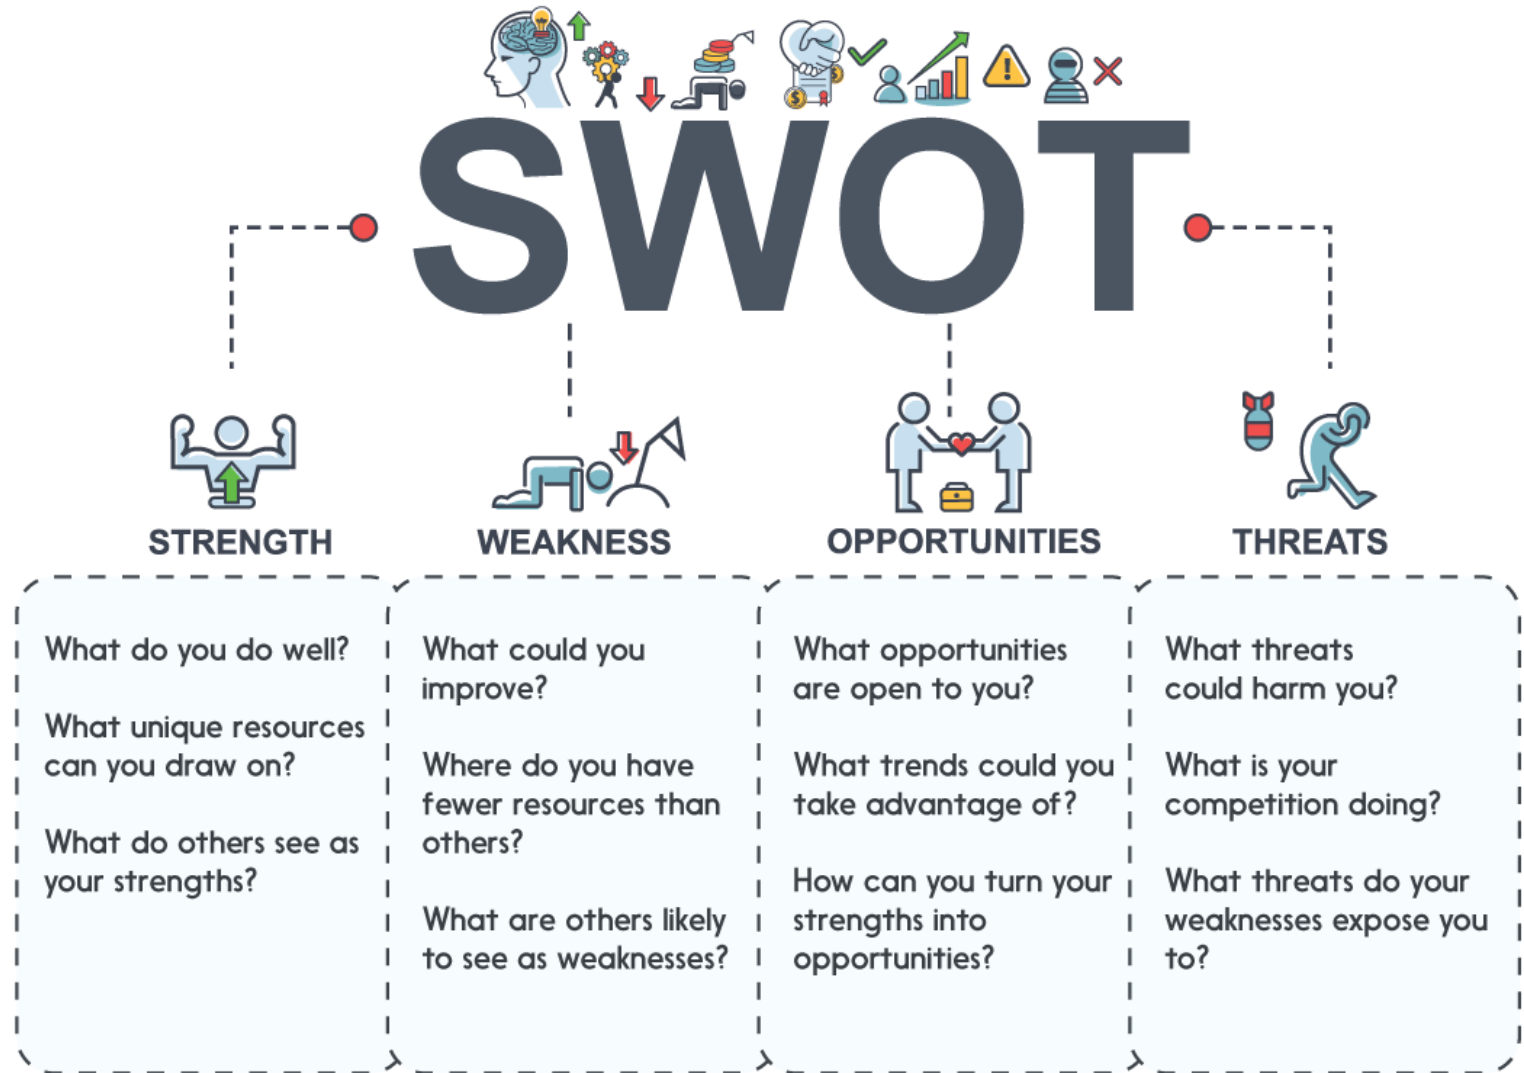 SWOT
STRENGTH
What do you do well?
What unique resources
can you draw on?
What do others see as
your strengths?
WEAKNESS
What could you
improve?
Where do you have
fewer resources than
others?
What are others likely
to see as weaknesses?
OPPORTUNITIES
What opportunities
are open to you?
What trends could you
take advantage of?
How can you turn your
strengths into
opportunities?
THREATS
What threats
could harm you?
What is your
competition doing?
What threats do your
weaknesses expose you
to?